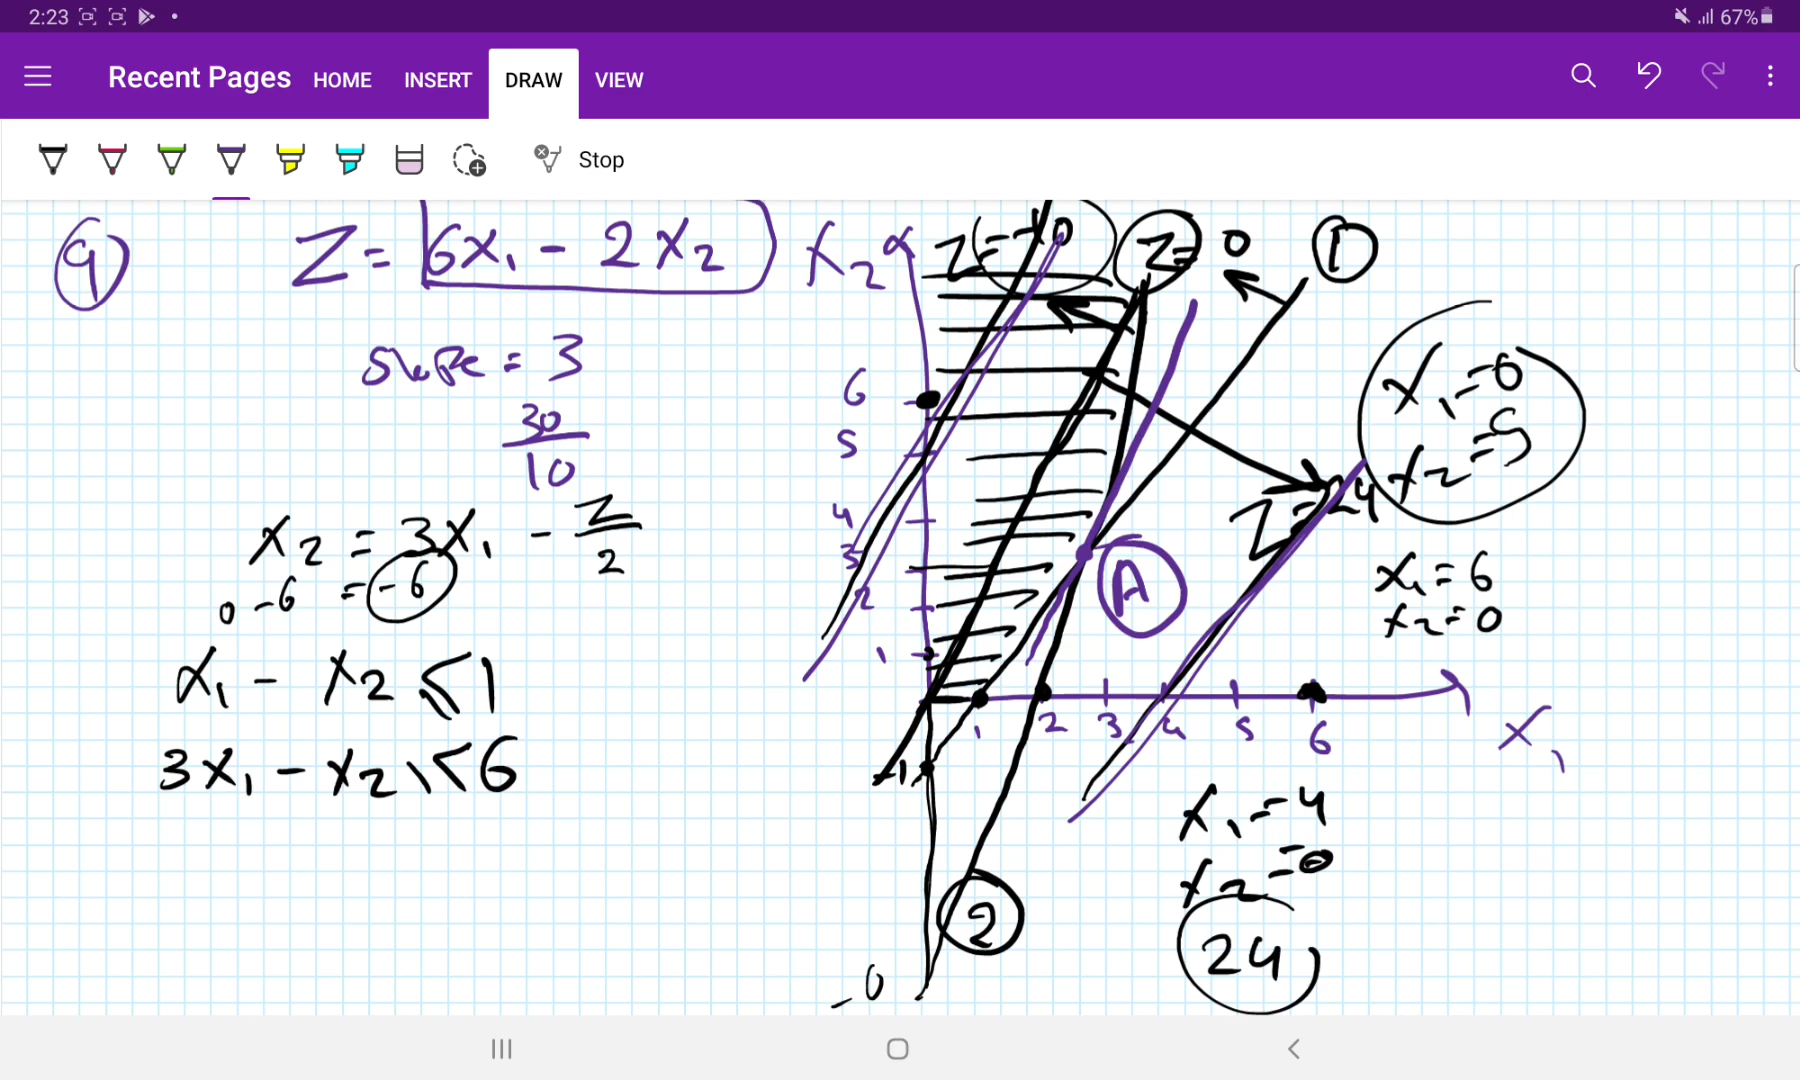 2:23 67%
Recent Pages HOME INSERT DRAW VIEW
Stop
9 Z = 6x₁ - 2x₂
slope = 3
30
10
x₂ = 3x₁ - Z
2
0 -6 = -6
x₁ - x₂ ≤ 1
3x₁ - x₂ ≤ 6
x₂
Z = -10
Z = 0
1
6
5
4
3
2
1
-1
A
1 2 3 4 5 6
x₁
2
Z = 24
x₁ = 0
x₂ = 5
x₁ = 6
x₂ = 0
x₁ = 4
x₂ = 0
24